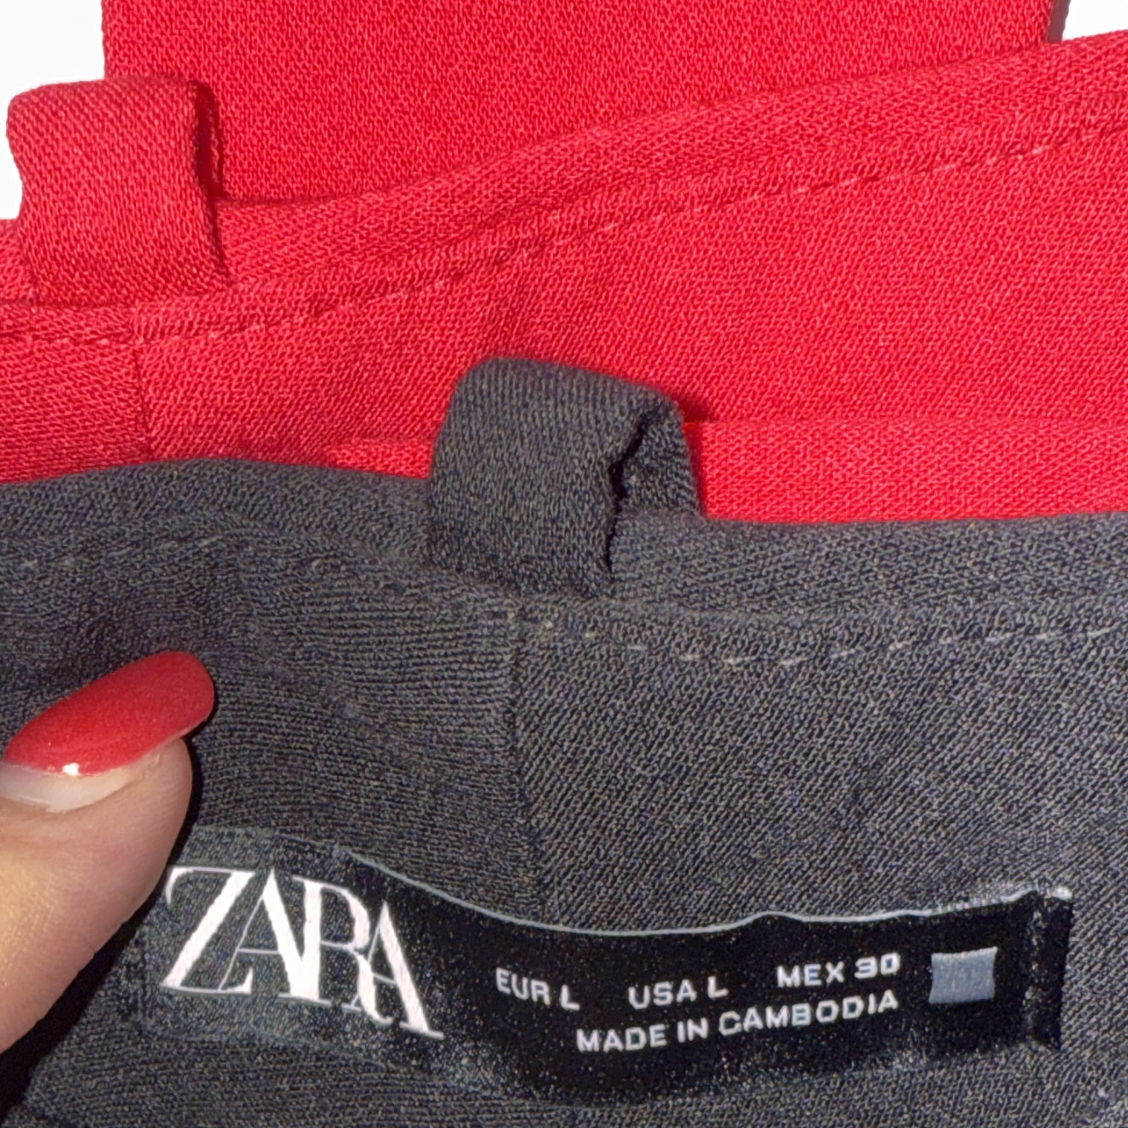 ZARA
EUR L USA L MEX 30
MADE IN CAMBODIA